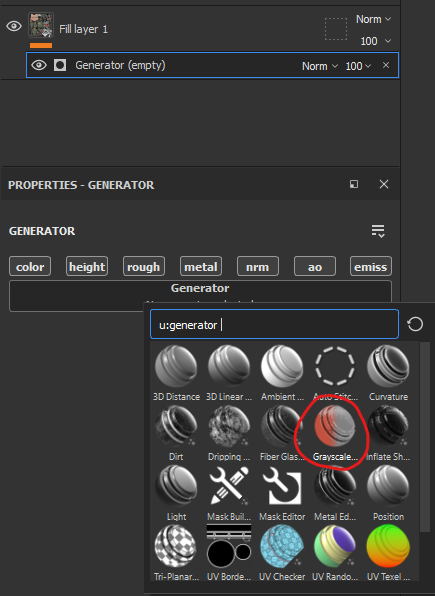 Norm
Fill layer 1
100
Generator (empty) Norm 100
PROPERTIES - GENERATOR
GENERATOR
color height rough metal nrm ao emiss
Generator
u:generator
3D Distance 3D Linear ... Ambient ... Auto Stitc... Curvature
Dirt Dripping ... Fiber Glas... Grayscale... Inflate Sh...
Light Mask Buil... Mask Editor Metal Ed... Position
Tri-Planar... UV Borde... UV Checker UV Rando... UV Texel ...